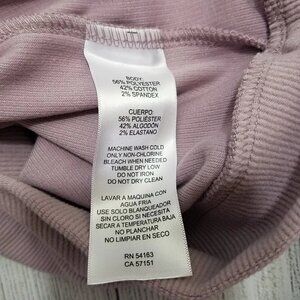 BODY:
56% POLYESTER
42% COTTON
2% SPANDEX
CUERPO
56% POLIÉSTER
42% ALGODÓN
2% ELASTANO
MACHINE WASH COLD
ONLY NON-CHLORINE
BLEACH WHEN NEEDED
TUMBLE DRY LOW
DO NOT IRON
DO NOT DRY CLEAN
LAVAR A MAQUINA CON
AGUA FRIA
USE SOLO BLANQUEADOR
SIN CLORO SI NECESITA
SECAR A TEMPERATURA BAJA
NO PLANCHAR
NO LIMPIAR EN SECO
RN 54163
CA 57151